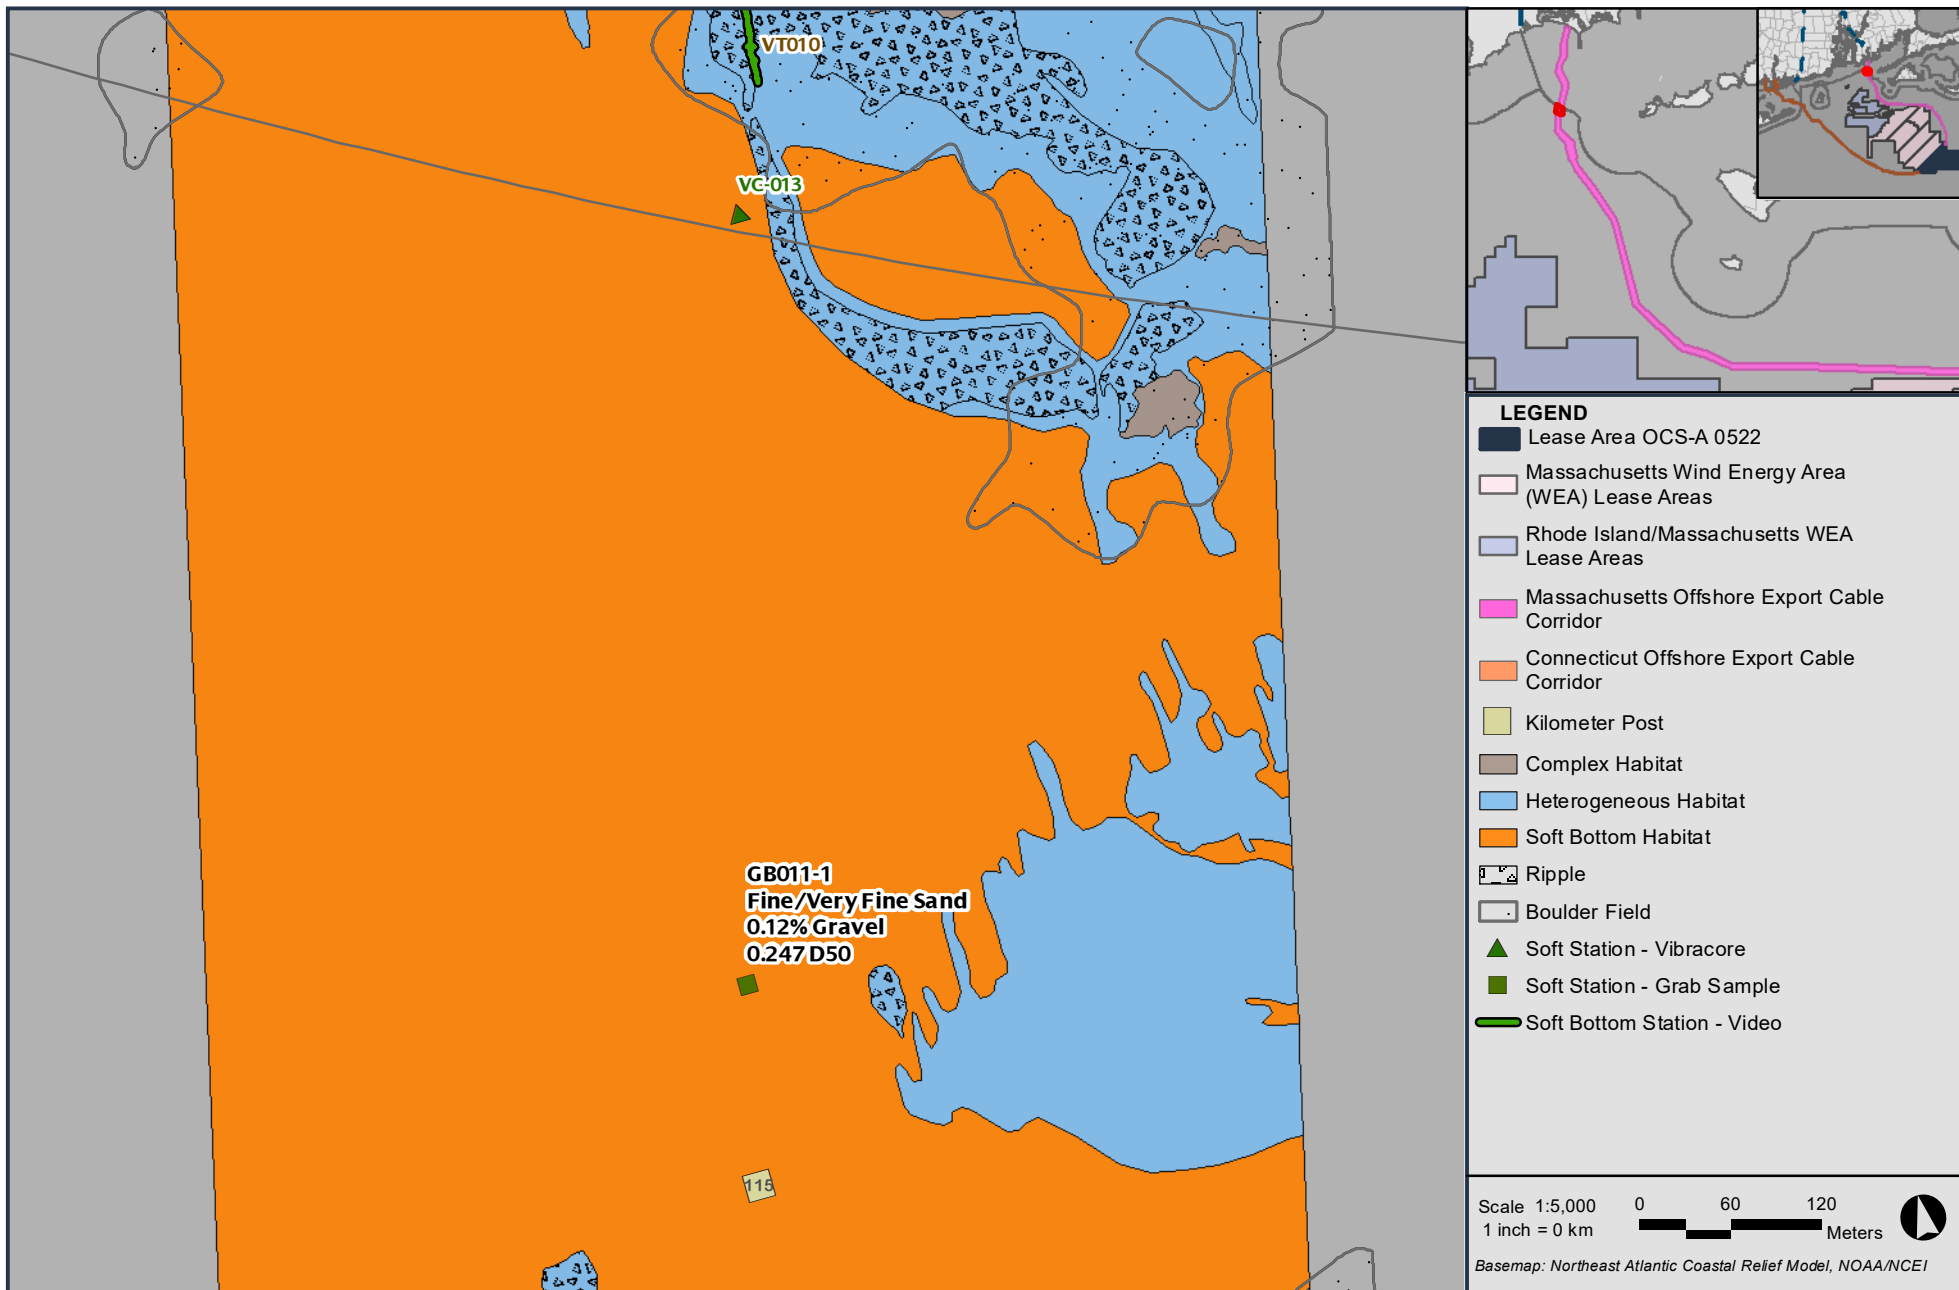 VT010
VC-013
GB011-1
Fine/Very Fine Sand
0.12% Gravel
0.247 D50
115
LEGEND
Lease Area OCS-A 0522
Massachusetts Wind Energy Area
(WEA) Lease Areas
Rhode Island/Massachusetts WEA
Lease Areas
Massachusetts Offshore Export Cable
Corridor
Connecticut Offshore Export Cable
Corridor
Kilometer Post
Complex Habitat
Heterogeneous Habitat
Soft Bottom Habitat
Ripple
Boulder Field
Soft Station - Vibracore
Soft Station - Grab Sample
Soft Bottom Station - Video
Scale 1:5,000
1 inch = 0 km
0 60 120
Meters
Basemap: Northeast Atlantic Coastal Relief Model, NOAA/NCEI